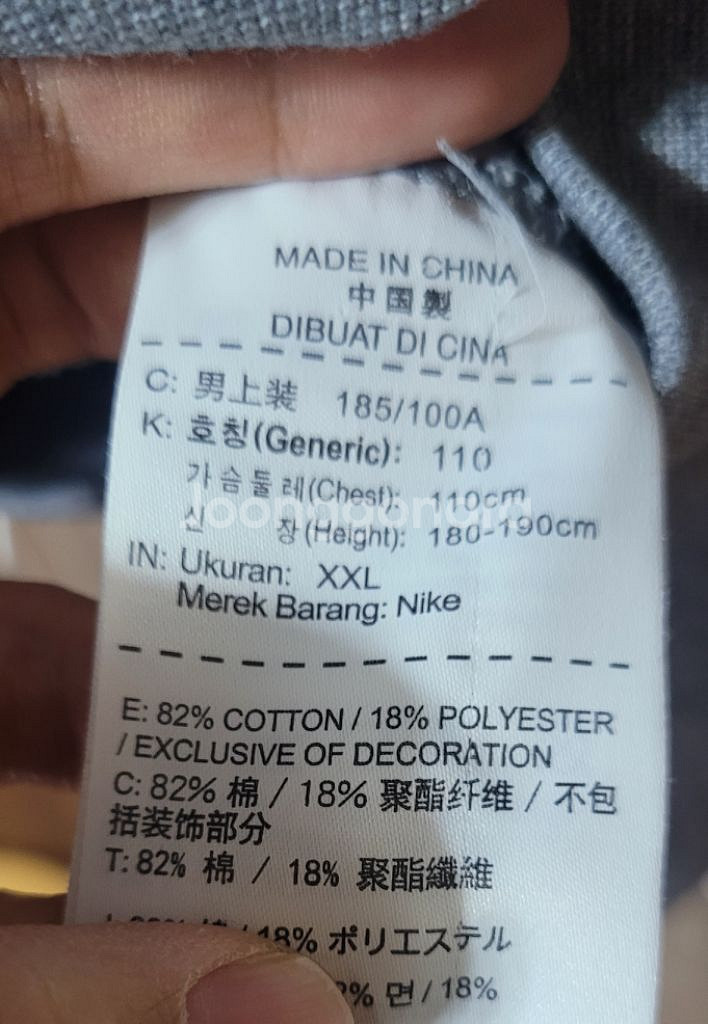 MADE IN CHINA
中国製
DIBUAT DI CINA
C: 男上装 185/100A
K: 호칭(Generic): 110
가슴둘레(Chest): 110cm
신 장(Height): 180-190cm
IN: Ukuran: XXL
Merek Barang: Nike
E: 82% COTTON / 18% POLYESTER
/ EXCLUSIVE OF DECORATION
C: 82% 棉 / 18% 聚酯纤维 / 不包
括装饰部分
T: 82% 棉 / 18% 聚酯纖維
/ 18% ポリエステル
% 면 / 18%